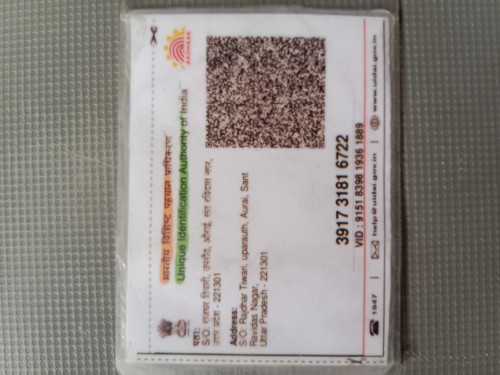 भारतीय विशिष्ट पहचान प्राधिकरण
Unique Identification Authority of India
AADHAAR
पता:
S/O: राजधर तिवारी, उपरौठ, औराई, संत रविदास नगर,
उत्तर प्रदेश - 221301
Address:
S/O: Rajdhar Tiwari, uparauth, Aurai, Sant
Ravidas Nagar,
Uttar Pradesh - 221301
3917 3181 6722
VID : 9151 8398 1936 1889
1947
help@uidai.gov.in
www.uidai.gov.in